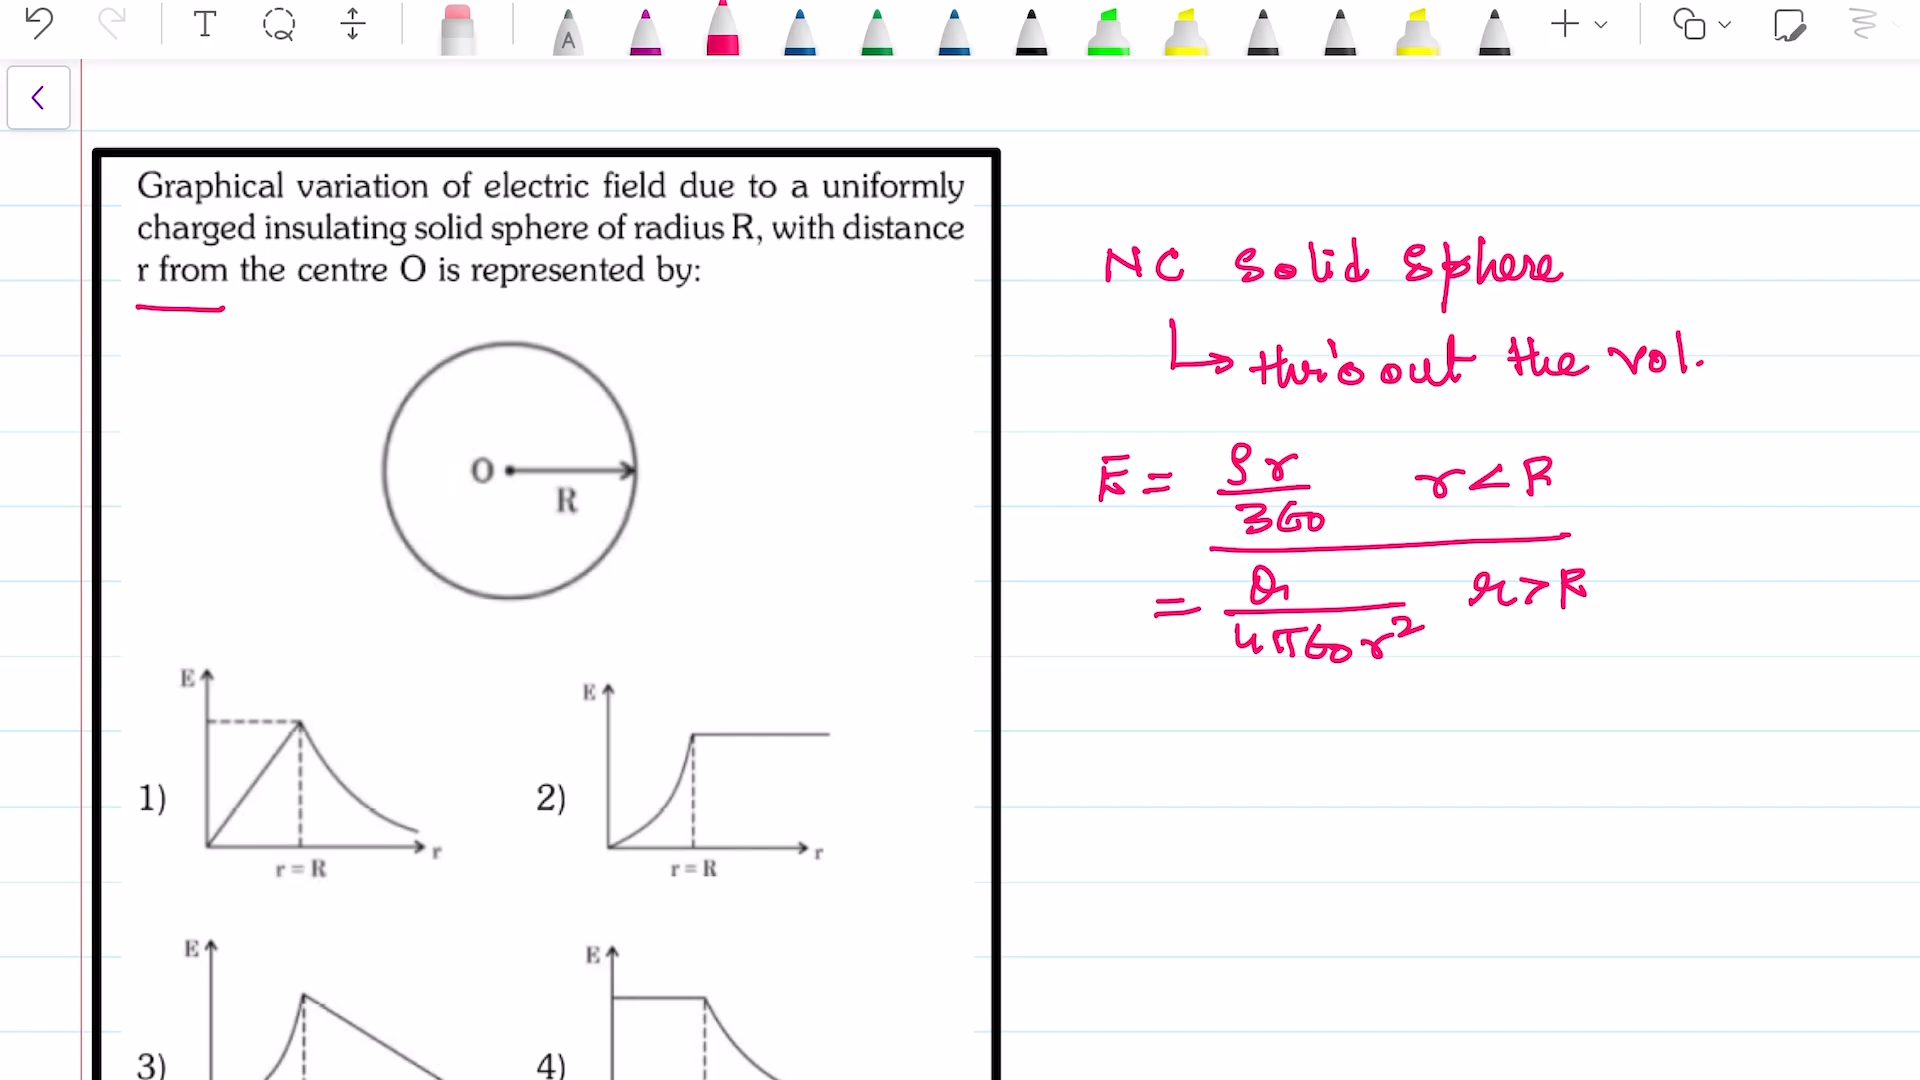 T
A
Graphical variation of electric field due to a uniformly
charged insulating solid sphere of radius R, with distance
r from the centre O is represented by:
O
R
E
1)
r
r = R
E
2)
r
r = R
E
3)
E
4)
NC Solid Sphere
↳ thr'o out the vol.
E = ρr / 3ε₀ r < R
= Q / 4πε₀r² r > R